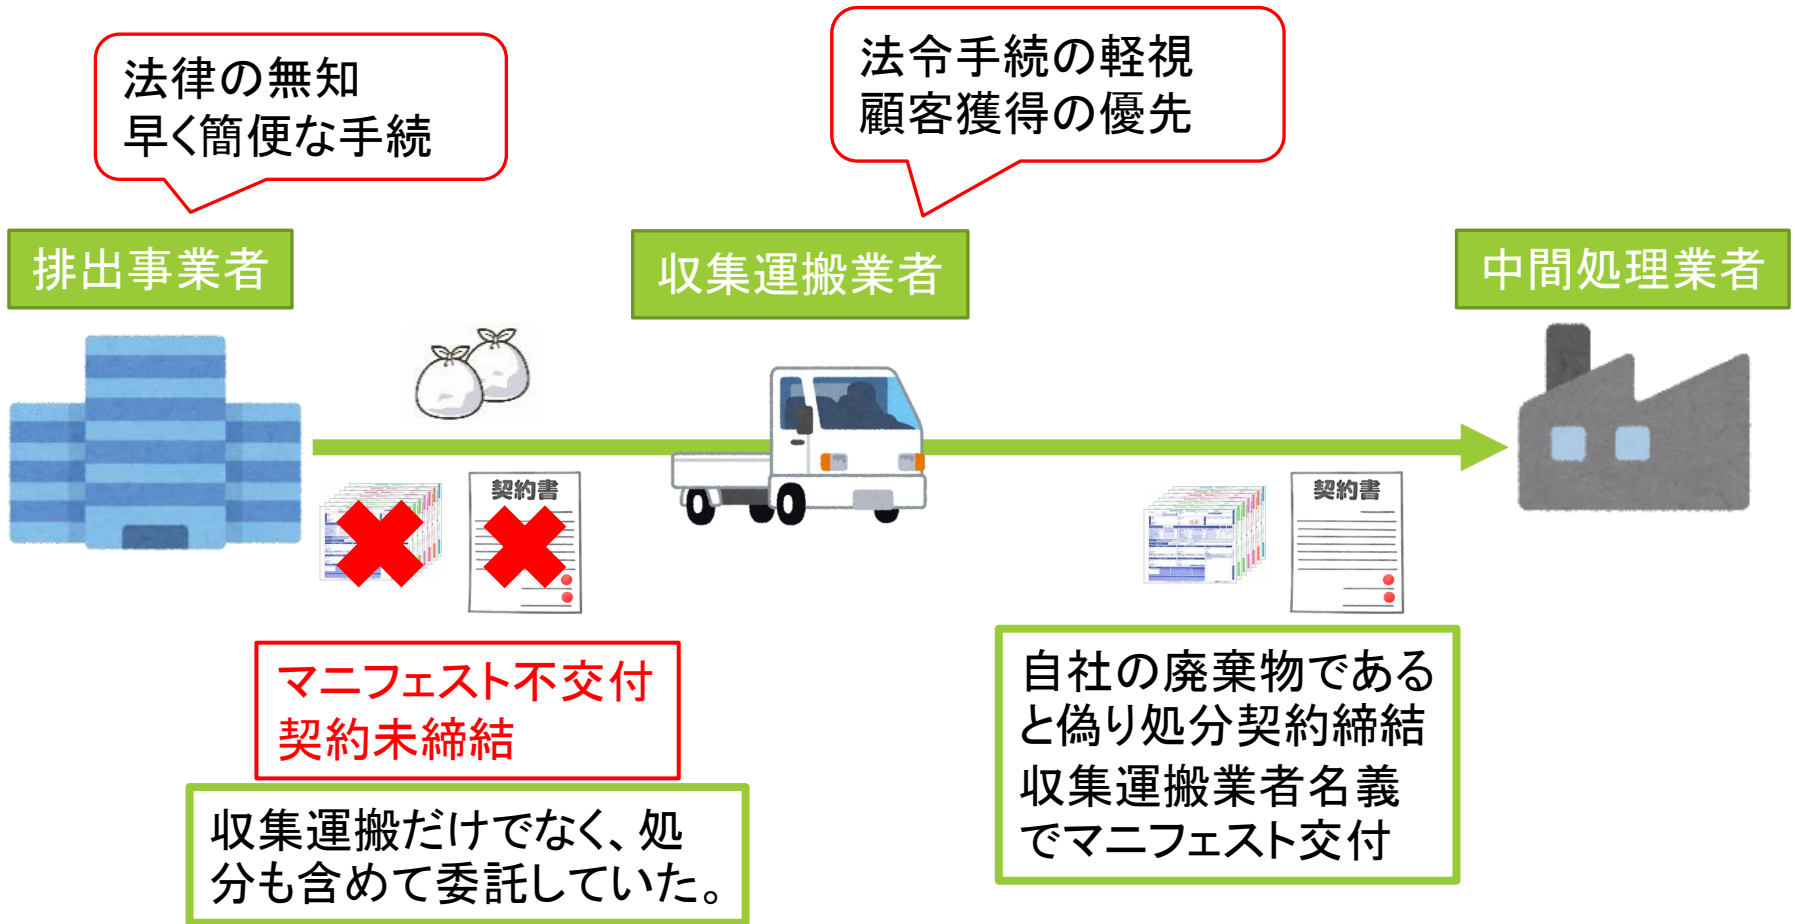 法律の無知
早く簡便な手続
法令手続の軽視
顧客獲得の優先
排出事業者
収集運搬業者
中間処理業者
契約書
契約書
マニフェスト不交付
契約未締結
収集運搬だけでなく、処
分も含めて委託していた。
自社の廃棄物である
と偽り処分契約締結
収集運搬業者名義
でマニフェスト交付